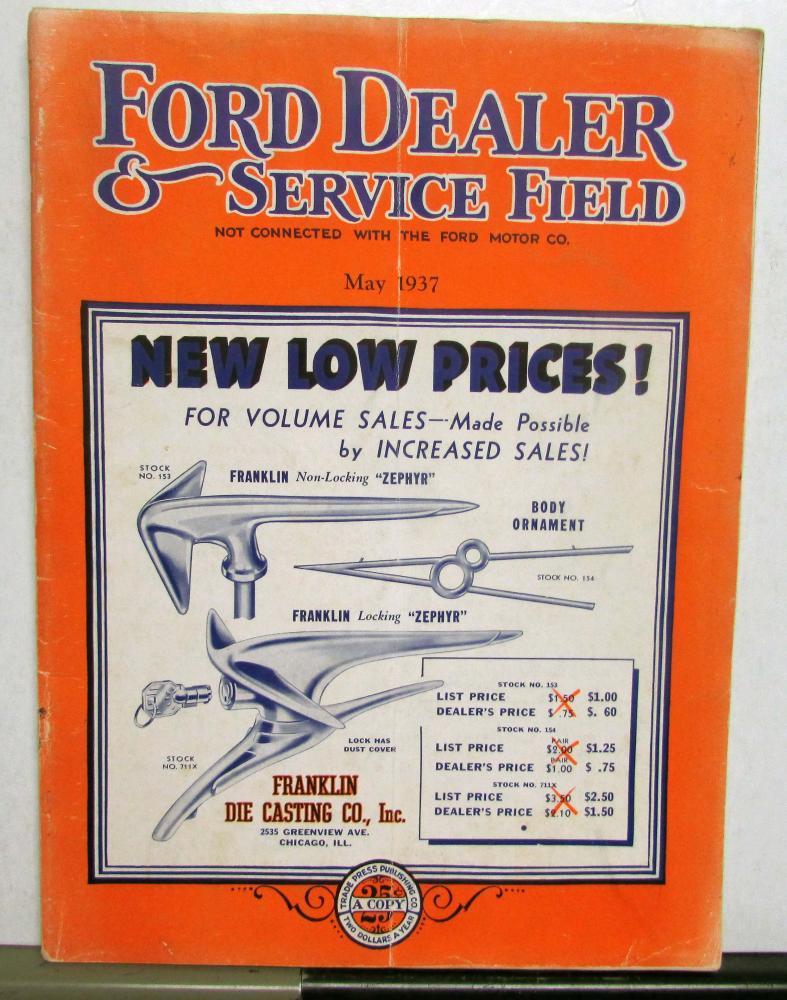 FORD DEALER
& SERVICE FIELD
NOT CONNECTED WITH THE FORD MOTOR CO.
May 1937
NEW LOW PRICES!
FOR VOLUME SALES—Made Possible
by INCREASED SALES!
STOCK
NO. 153
FRANKLIN Non-Locking "ZEPHYR"
BODY
ORNAMENT
STOCK NO. 154
FRANKLIN Locking "ZEPHYR"
LOCK HAS
DUST COVER
STOCK
NO. 711X
FRANKLIN
DIE CASTING CO., Inc.
2535 GREENVIEW AVE.
CHICAGO, ILL.
STOCK NO. 153
LIST PRICE $1.50 $1.00
DEALER'S PRICE $ .75 $. 60
STOCK NO. 154
PAIR
LIST PRICE $2.00 $1.25
PAIR
DEALER'S PRICE $1.00 $ .75
STOCK NO. 711X
LIST PRICE $3.50 $2.50
DEALER'S PRICE $2.10 $1.50
TRADE PRESS PUBLISHING CO.
25¢
A COPY
TWO DOLLARS A YEAR